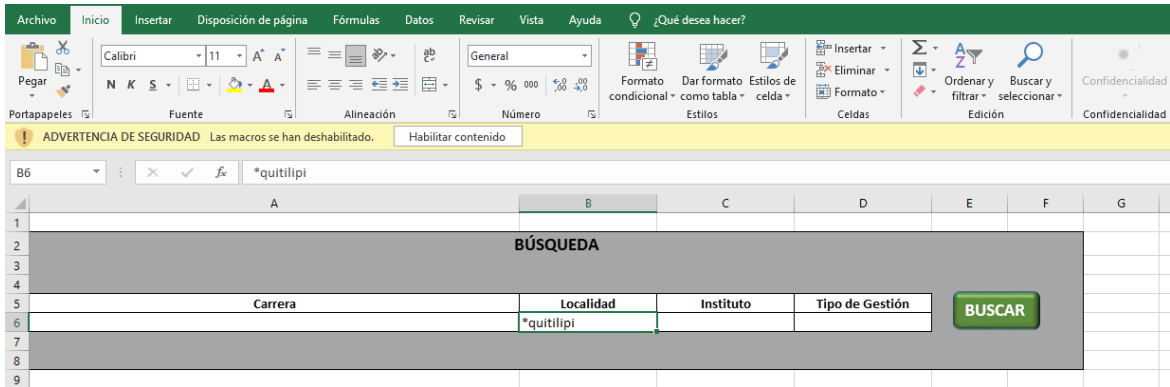 Archivo Inicio Insertar Disposición de página Fórmulas Datos Revisar Vista Ayuda ¿Qué desea hacer?
Pegar
Portapapeles
Calibri 11 A A
N K S A
Fuente
ab
Alineación
General
$ % 000
Número
Formato condicional
Dar formato como tabla
Estilos de celda
Estilos
Insertar
Eliminar
Formato
Celdas
Ordenar y filtrar
Buscar y seleccionar
Edición
Confidencialidad
Confidencialidad
ADVERTENCIA DE SEGURIDAD Las macros se han deshabilitado. Habilitar contenido
B6 fx *quitilipi
A B C D E F G
1
2 BÚSQUEDA
3
4
5 Carrera Localidad Instituto Tipo de Gestión BUSCAR
6 *quitilipi
7
8
9